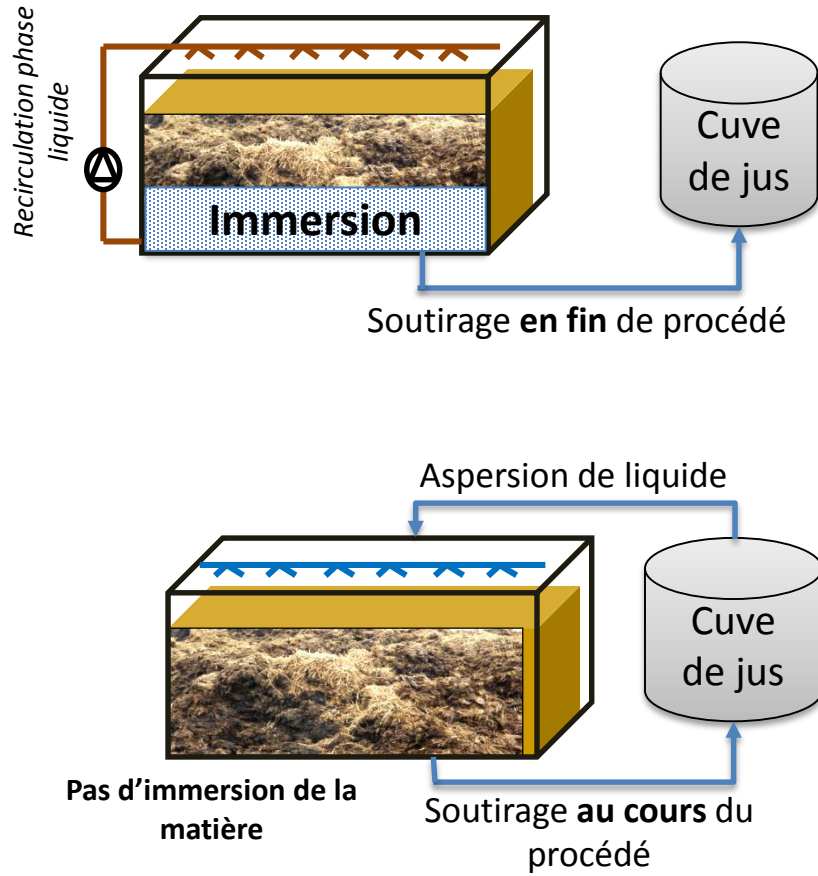 Recirculation phase
liquide
Immersion
Cuve
de jus
Soutirage en fin de procédé
Aspersion de liquide
Cuve
de jus
Pas d’immersion de la
matière
Soutirage au cours du
procédé